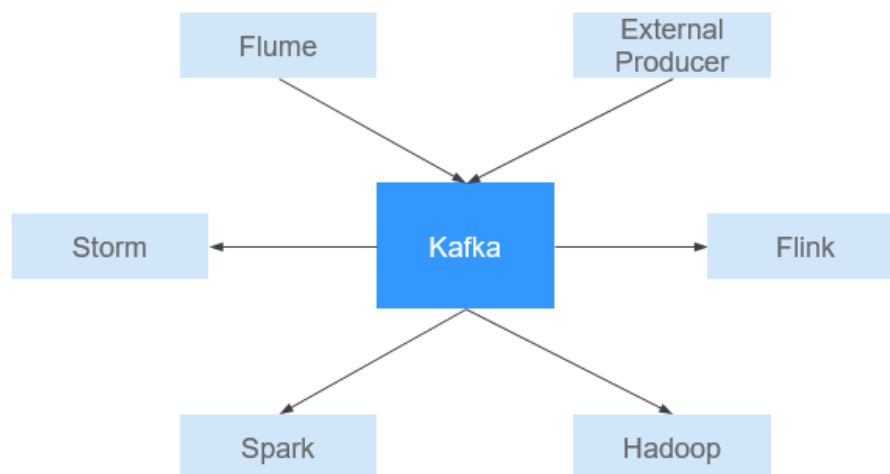 Flume
External
Producer
Storm
Kafka
Flink
Spark
Hadoop